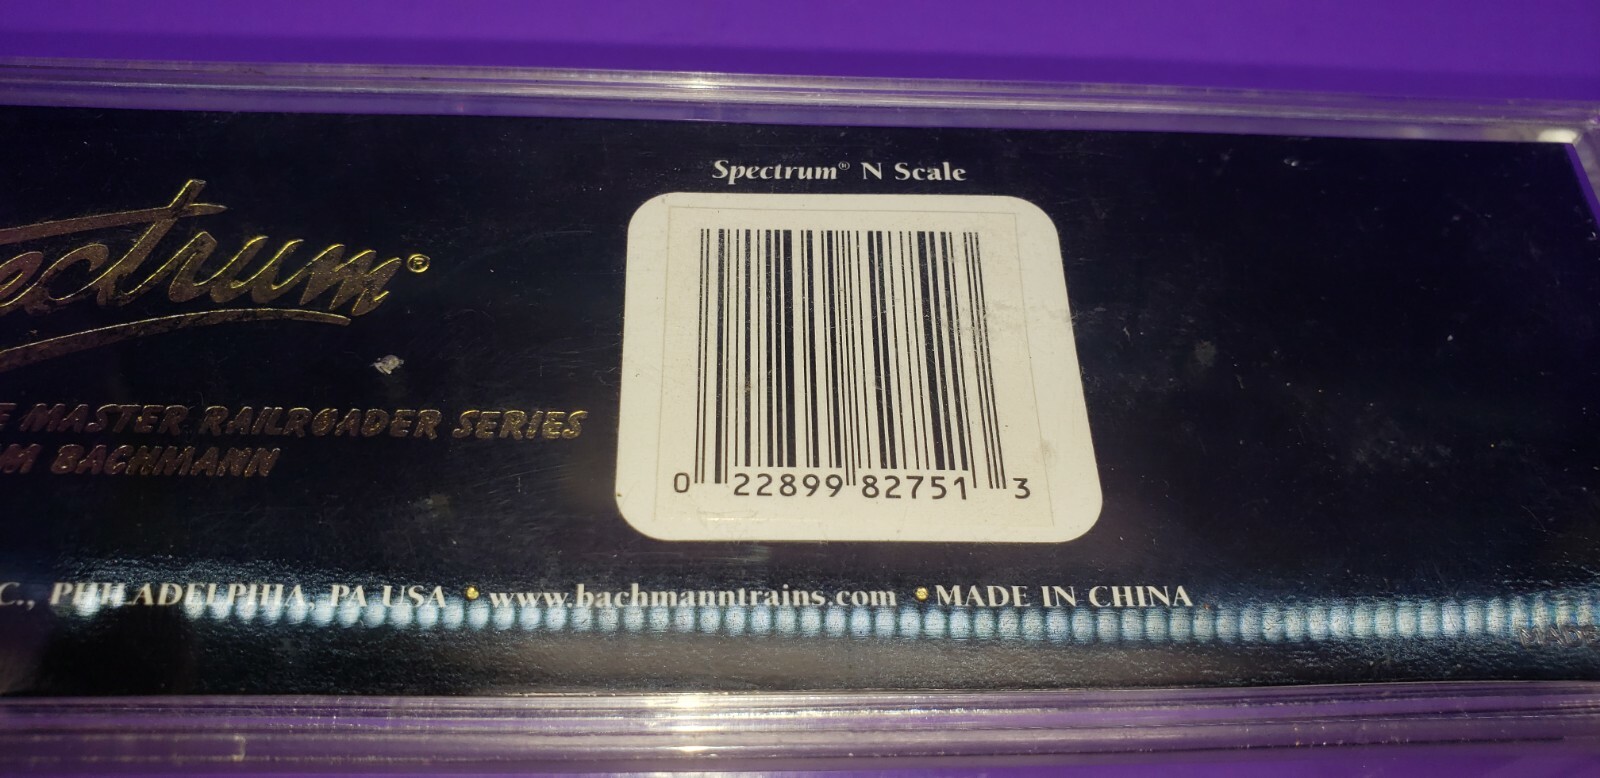 Spectrum® N Scale
ectrum®
E MASTER RAILROADER SERIES
M BACHMANN
0 22899 82751 3
C., PHILADELPHIA, PA USA • www.bachmanntrains.com • MADE IN CHINA
MADE